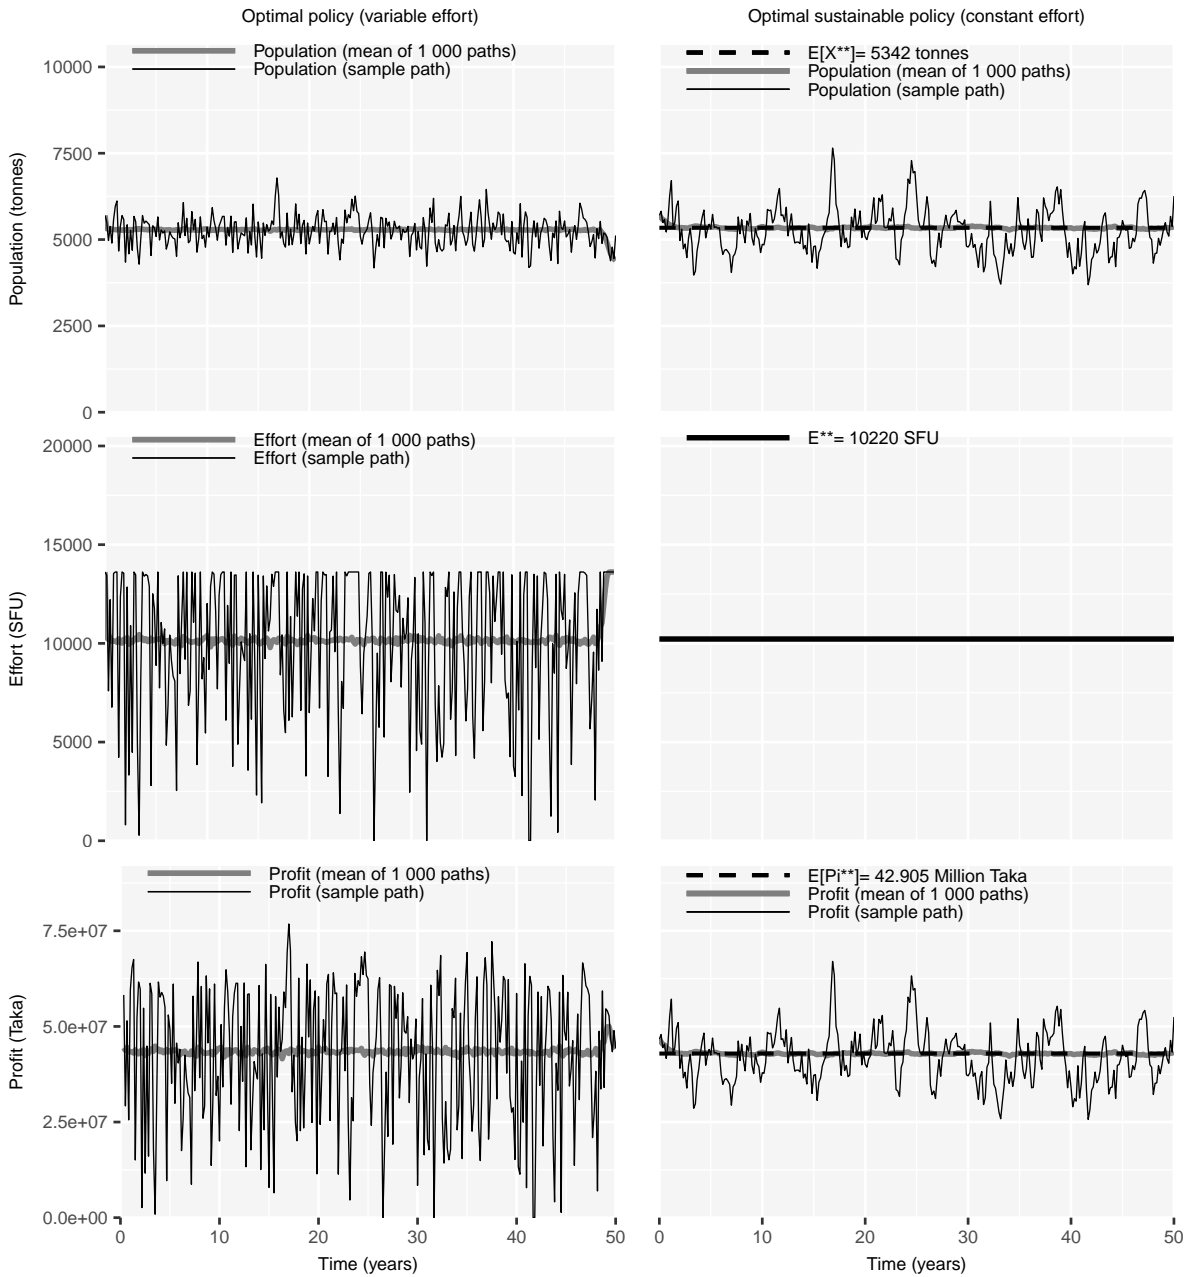 Optimal policy (variable effort)
Optimal sustainable policy (constant effort)
Population (mean of 1 000 paths)
Population (sample path)
E[X**]= 5342 tonnes
Population (mean of 1 000 paths)
Population (sample path)
Population (tonnes)
10000
7500
5000
2500
0
Effort (mean of 1 000 paths)
Effort (sample path)
E**= 10220 SFU
Effort (SFU)
20000
15000
10000
5000
0
Profit (mean of 1 000 paths)
Profit (sample path)
E[Pi**]= 42.905 Million Taka
Profit (mean of 1 000 paths)
Profit (sample path)
Profit (Taka)
7.5e+07
5.0e+07
2.5e+07
0.0e+00
0 10 20 30 40 50
0 10 20 30 40 50
Time (years)
Time (years)